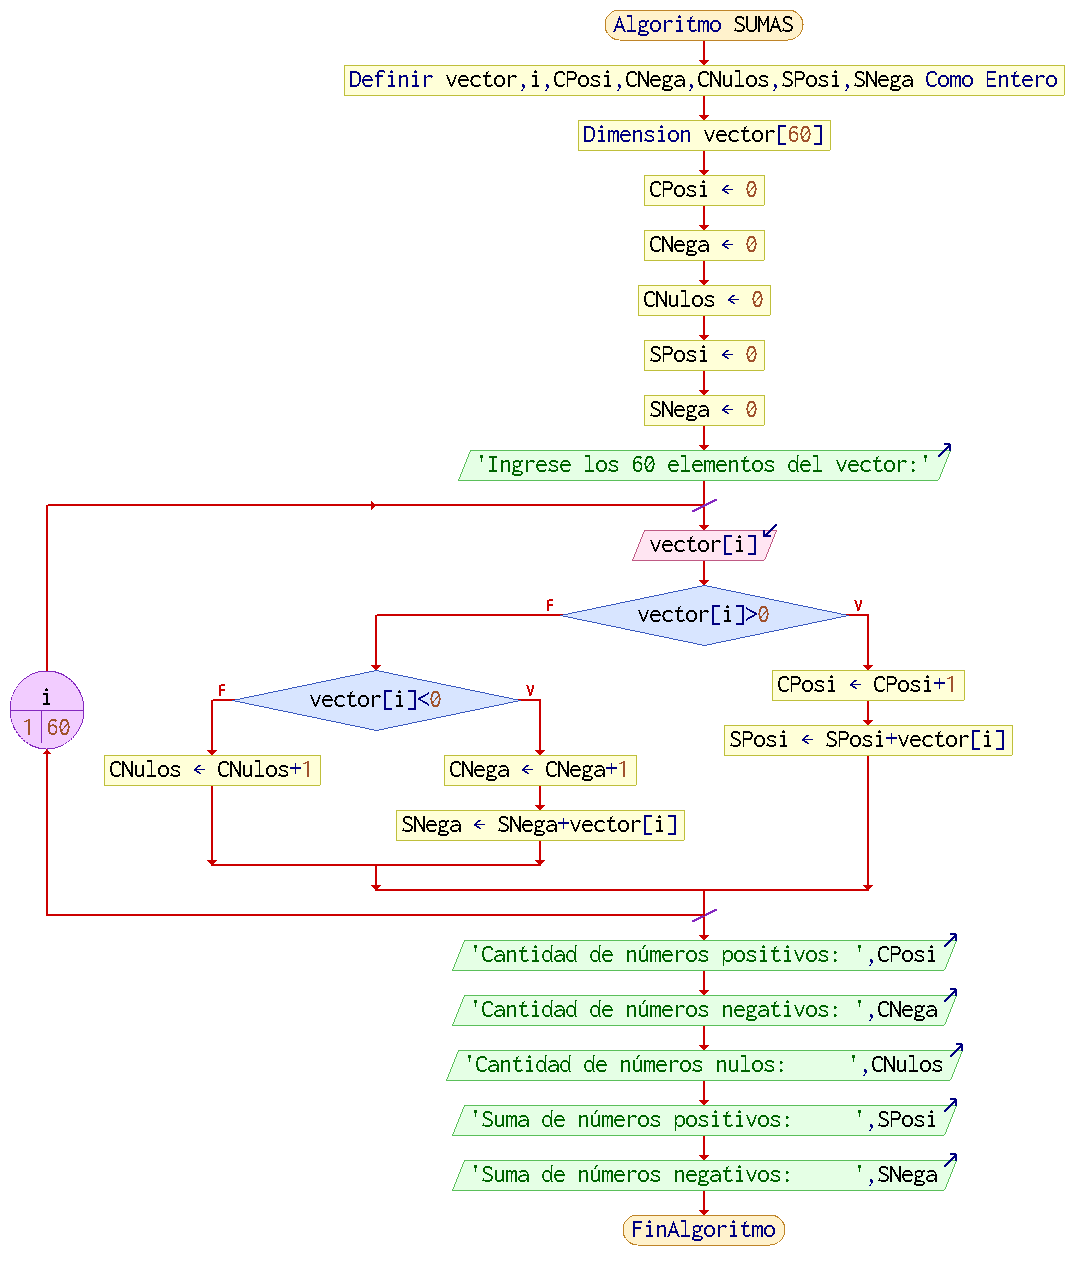 Algoritmo SUMAS
Definir vector,i,CPosi,CNega,CNulos,SPosi,SNega Como Entero
Dimension vector[60]
CPosi ← 0
CNega ← 0
CNulos ← 0
SPosi ← 0
SNega ← 0
'Ingrese los 60 elementos del vector:'
vector[i]
vector[i]>0
F
V
i
1 60
vector[i]<0
F
V
CPosi ← CPosi+1
SPosi ← SPosi+vector[i]
CNulos ← CNulos+1
CNega ← CNega+1
SNega ← SNega+vector[i]
'Cantidad de números positivos: ',CPosi
'Cantidad de números negativos: ',CNega
'Cantidad de números nulos:     ',CNulos
'Suma de números positivos:     ',SPosi
'Suma de números negativos:     ',SNega
FinAlgoritmo